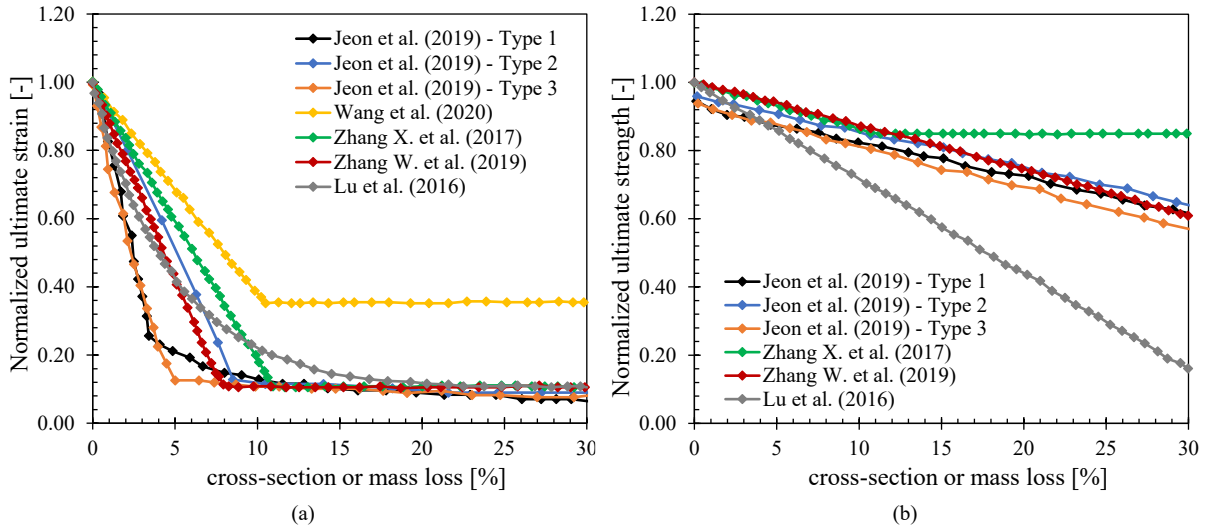 Normalized ultimate strain [-]
1.20
1.00
0.80
0.60
0.40
0.20
0.00
Jeon et al. (2019) - Type 1
Jeon et al. (2019) - Type 2
Jeon et al. (2019) - Type 3
Wang et al. (2020)
Zhang X. et al. (2017)
Zhang W. et al. (2019)
Lu et al. (2016)
0 5 10 15 20 25 30
cross-section or mass loss [%]
(a)
Normalized ultimate strength [-]
1.20
1.00
0.80
0.60
0.40
0.20
0.00
Jeon et al. (2019) - Type 1
Jeon et al. (2019) - Type 2
Jeon et al. (2019) - Type 3
Zhang X. et al. (2017)
Zhang W. et al. (2019)
Lu et al. (2016)
0 5 10 15 20 25 30
cross-section or mass loss [%]
(b)